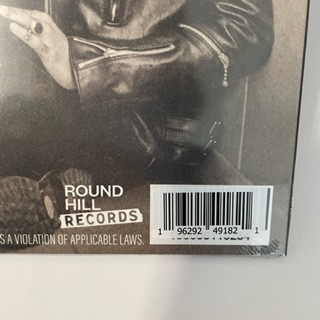 ROUND
HILL
RECORDS
S A VIOLATION OF APPLICABLE LAWS.
1 96292 49182 1